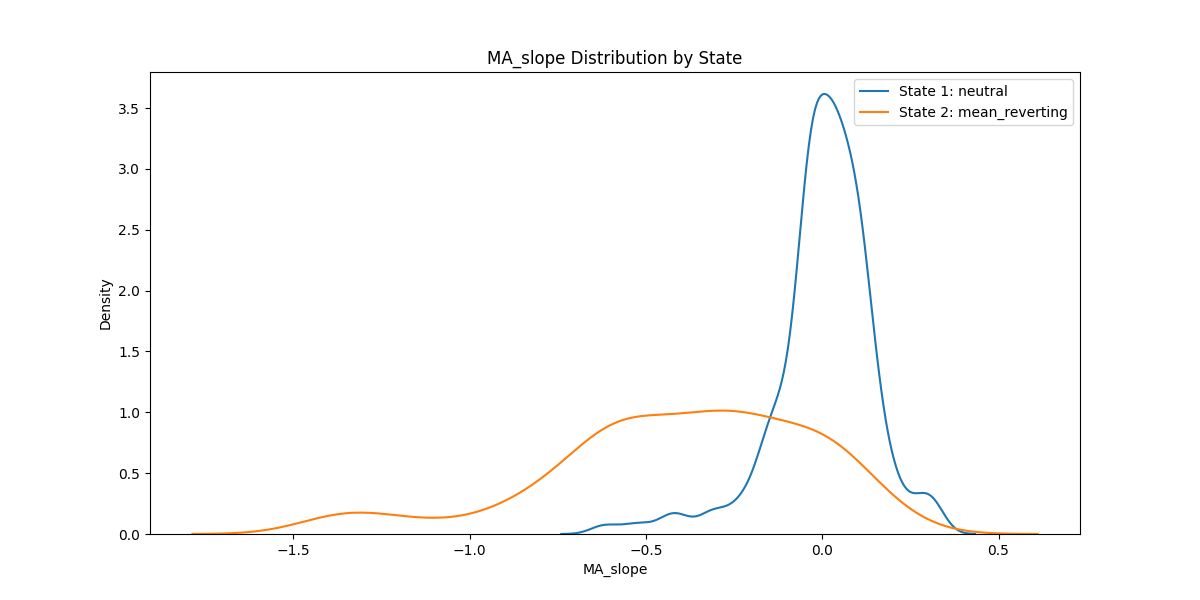 MA_slope Distribution by State
State 1: neutral
State 2: mean_reverting
3.5
3.0
2.5
2.0
1.5
1.0
0.5
0.0
Density
−1.5
−1.0
−0.5
0.0
0.5
MA_slope